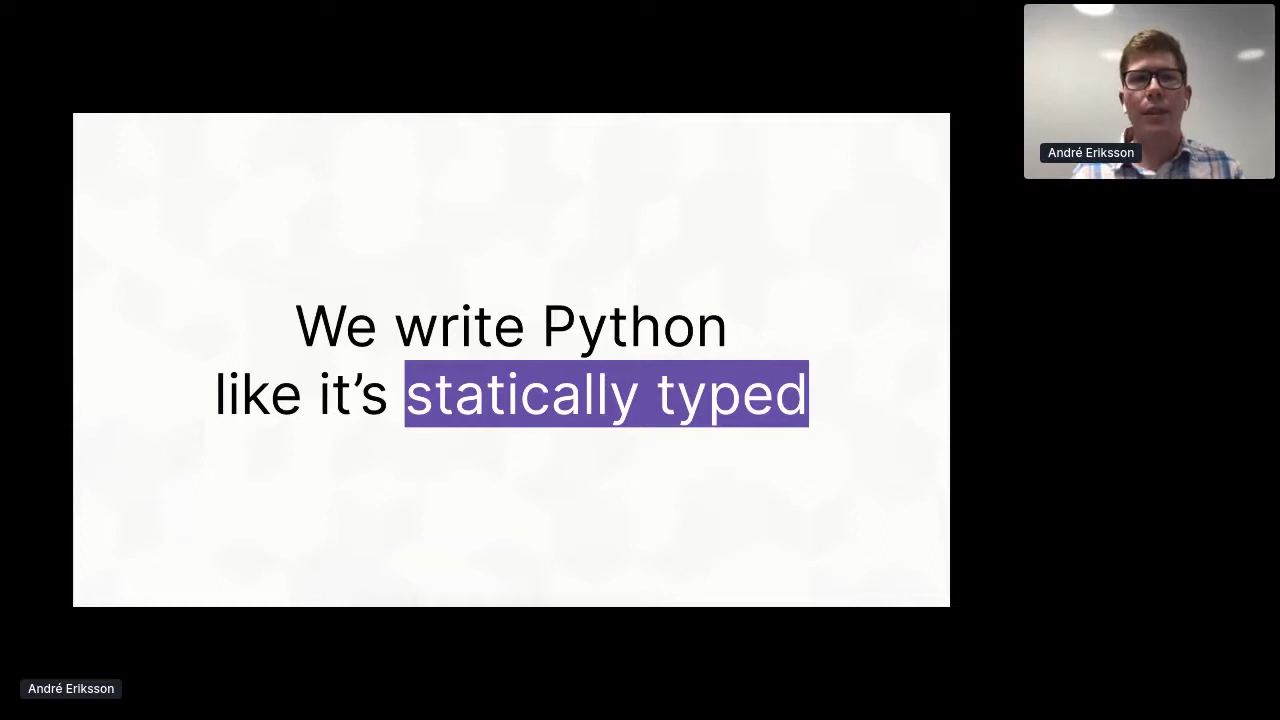 André Eriksson
We write Python
like it’s statically typed
André Eriksson